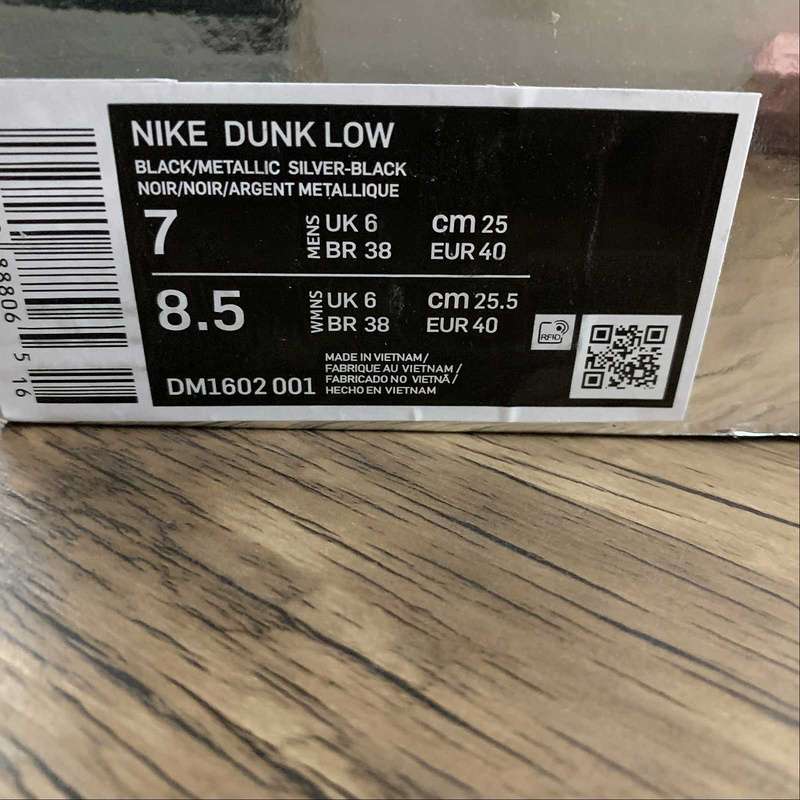 NIKE DUNK LOW
BLACK/METALLIC SILVER-BLACK
NOIR/NOIR/ARGENT METALLIQUE
7 MENS UK 6 cm 25
BR 38 EUR 40
8.5 WMNS UK 6 cm 25.5
BR 38 EUR 40
RFID
MADE IN VIETNAM/
FABRIQUE AU VIETNAM/
FABRICADO NO VIETNÃ/
HECHO EN VIETNAM
DM1602 001
88806 516